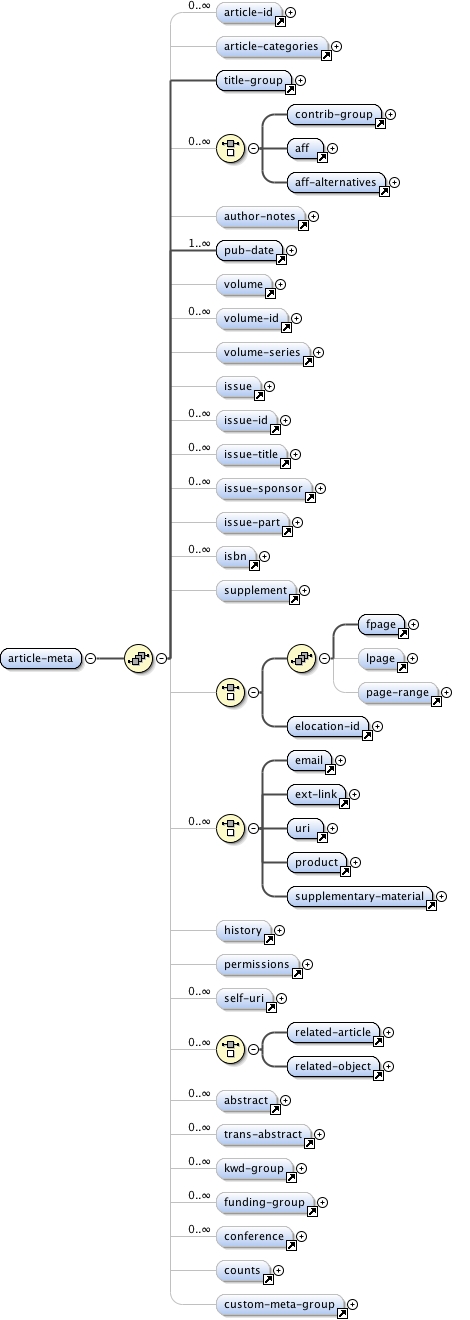 0..∞ article-id
article-categories
title-group
contrib-group
0..∞ aff
aff-alternatives
author-notes
1..∞ pub-date
volume
0..∞ volume-id
volume-series
issue
0..∞ issue-id
0..∞ issue-title
0..∞ issue-sponsor
issue-part
0..∞ isbn
supplement
fpage
article-meta lpage
page-range
elocation-id
email
ext-link
0..∞ uri
product
supplementary-material
history
permissions
0..∞ self-uri
related-article
0..∞
related-object
0..∞ abstract
0..∞ trans-abstract
0..∞ kwd-group
0..∞ funding-group
0..∞ conference
counts
custom-meta-group